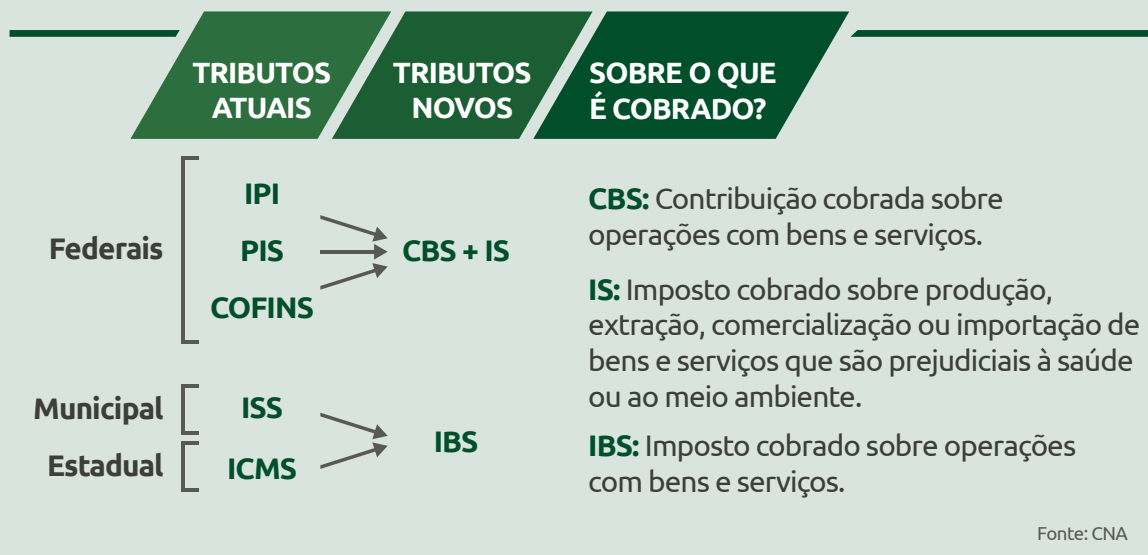 TRIBUTOS
ATUAIS
TRIBUTOS
NOVOS
SOBRE O QUE
É COBRADO?
Federais
IPI
PIS
COFINS
CBS + IS
Municipal
ISS
Estadual
ICMS
IBS
CBS: Contribuição cobrada sobre
operações com bens e serviços.
IS: Imposto cobrado sobre produção,
extração, comercialização ou importação de
bens e serviços que são prejudiciais à saúde
ou ao meio ambiente.
IBS: Imposto cobrado sobre operações
com bens e serviços.
Fonte: CNA